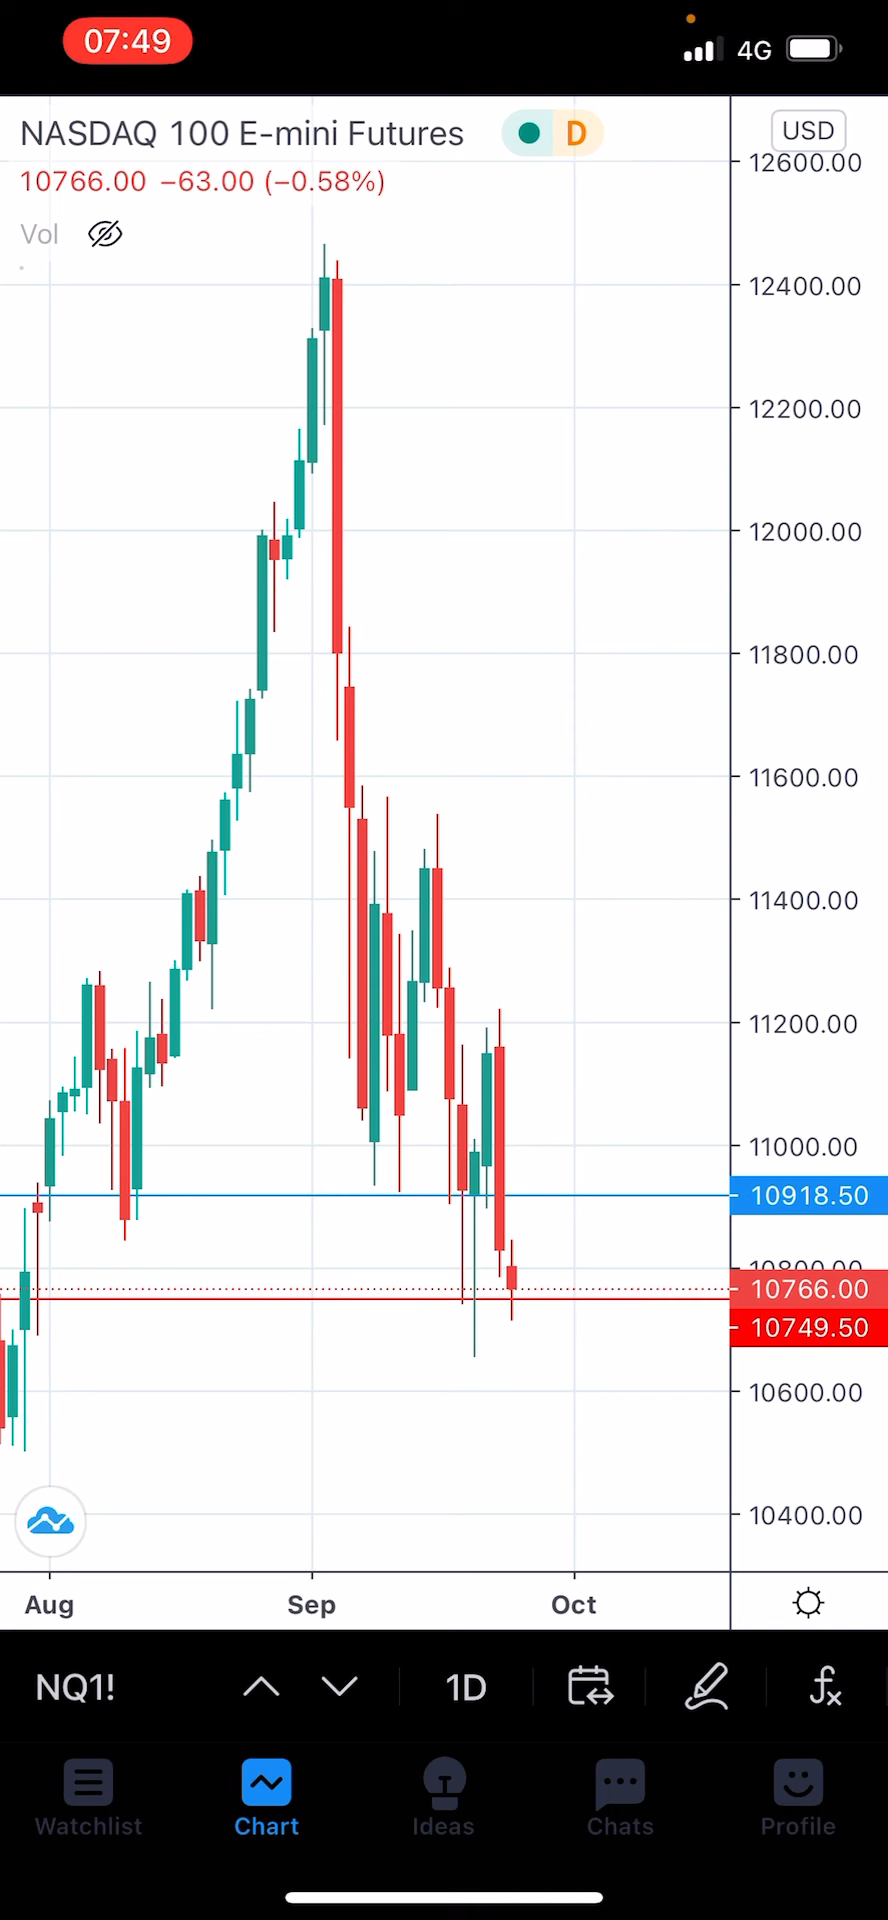 07:49
4G
NASDAQ 100 E-mini Futures
D
USD
10766.00 −63.00 (−0.58%)
Vol
12600.00
12400.00
12200.00
12000.00
11800.00
11600.00
11400.00
11200.00
11000.00
10918.50
10800.00
10766.00
10749.50
10600.00
10400.00
Aug Sep Oct
NQ1! 1D fx
Watchlist Chart Ideas Chats Profile